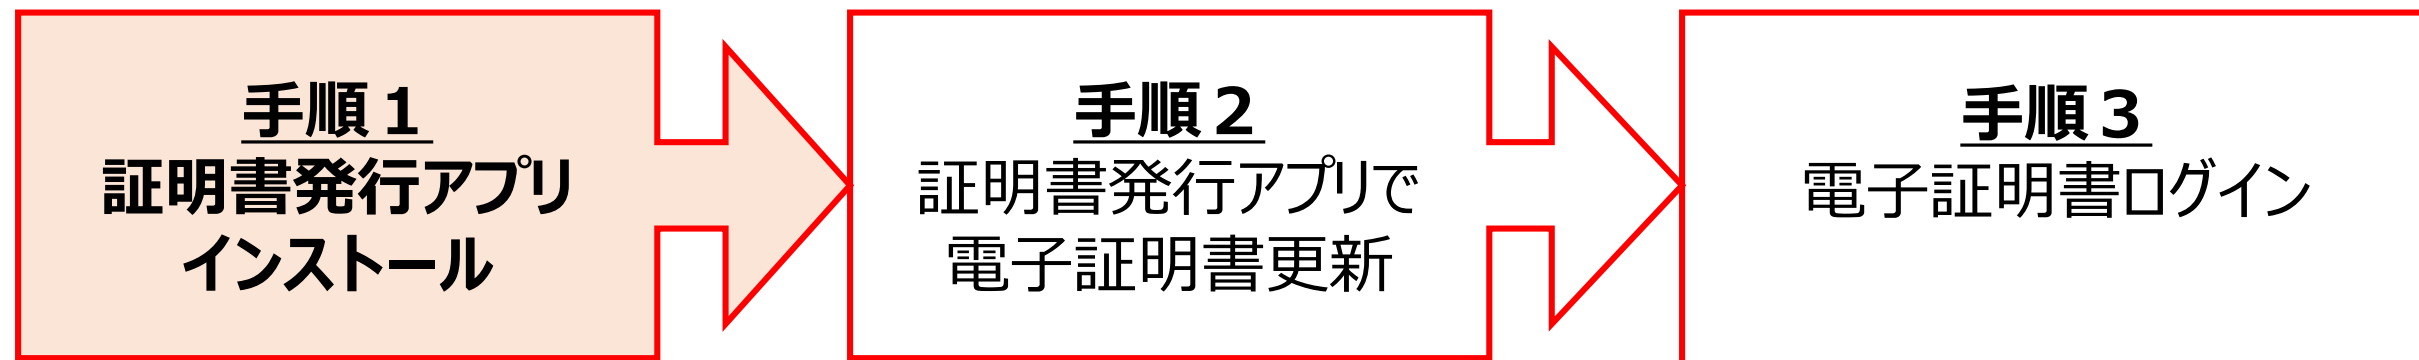 手順１
証明書発行アプリ
インストール
手順２
証明書発行アプリで
電子証明書更新
手順３
電子証明書ログイン